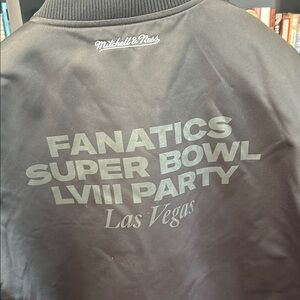 Mitchell & Ness
FANATICS
SUPER BOWL
LVIII PARTY
Las Vegas